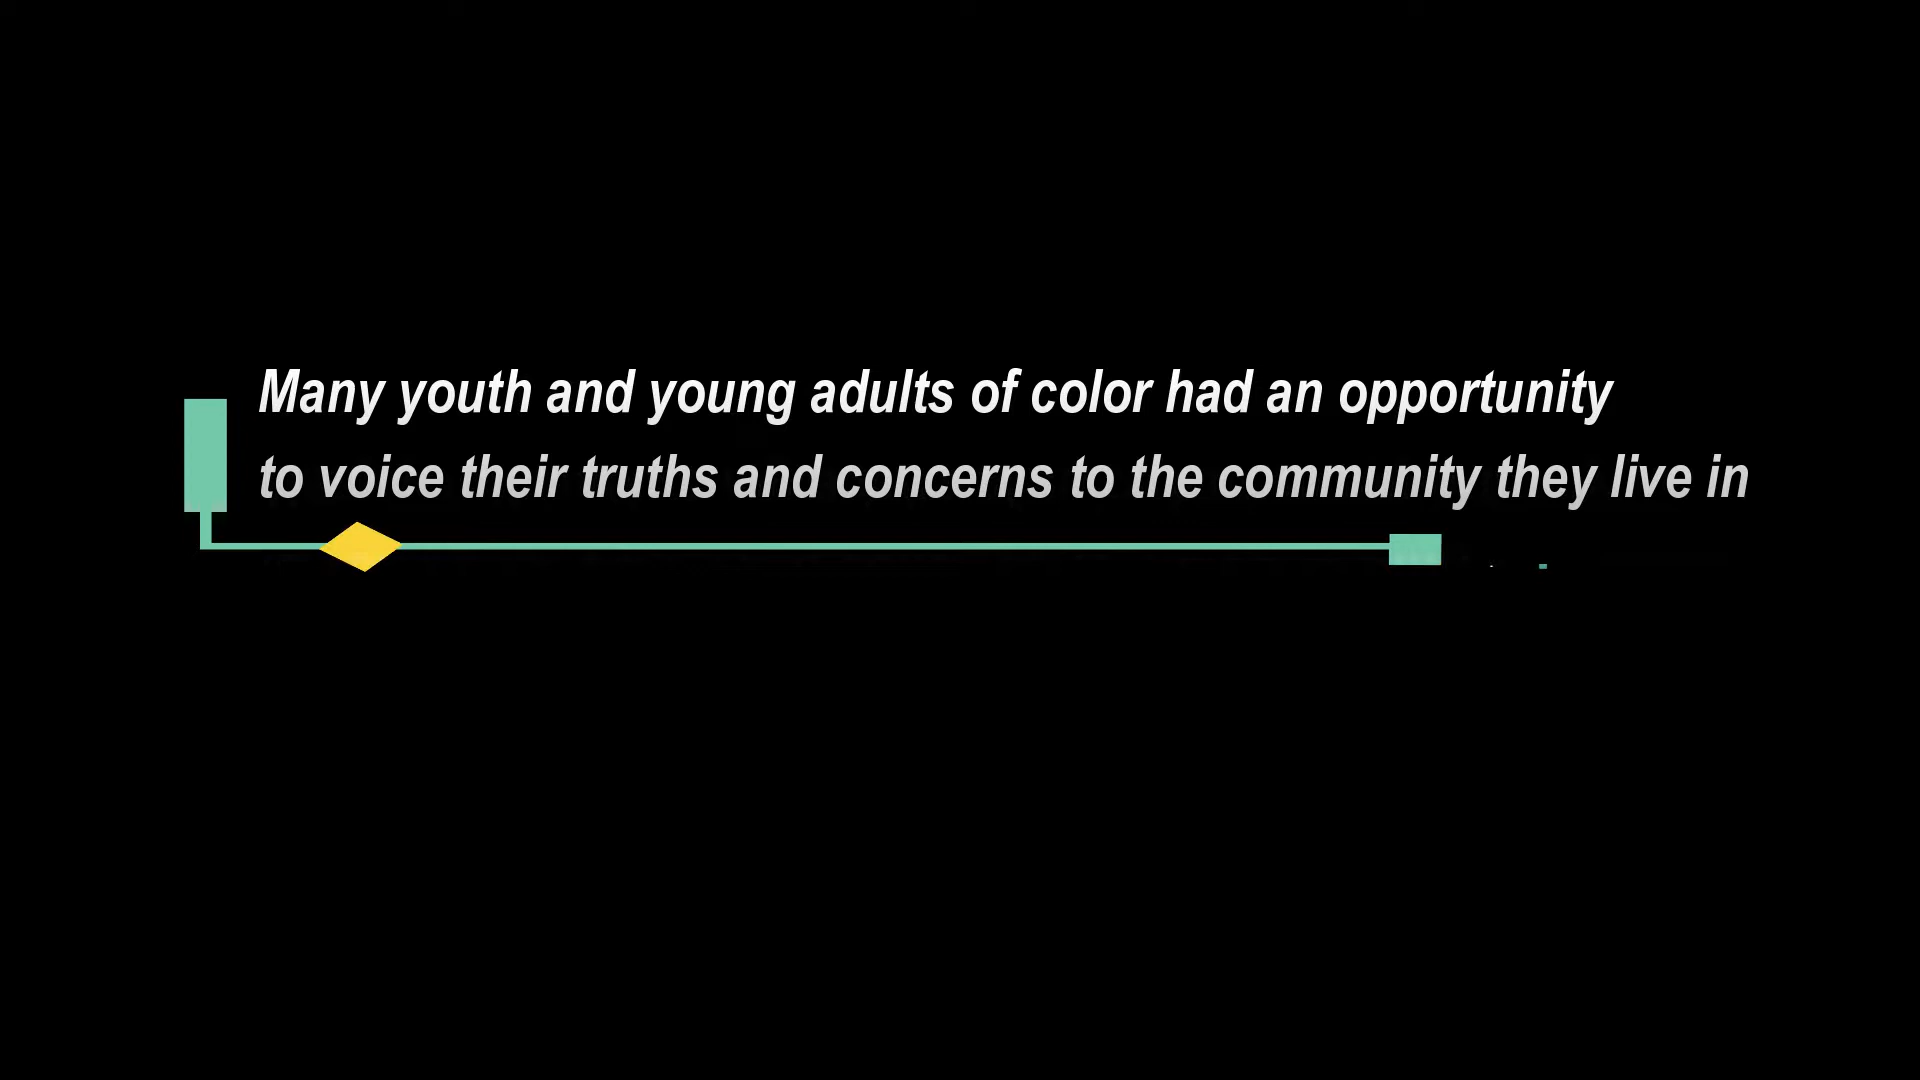 Many youth and young adults of color had an opportunity
to voice their truths and concerns to the community they live in